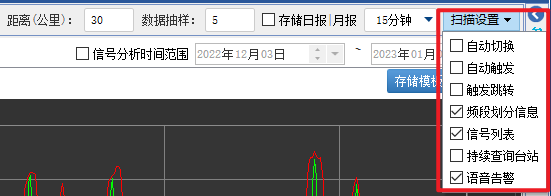 距离(公里): 30 数据抽样: 5 存储日报|月报 15分钟 扫描设置
信号分析时间范围 2022年12月03日 ~ 2023年01月
存储模板
自动切换
自动触发
触发跳转
频段划分信息
信号列表
持续查询台站
语音告警